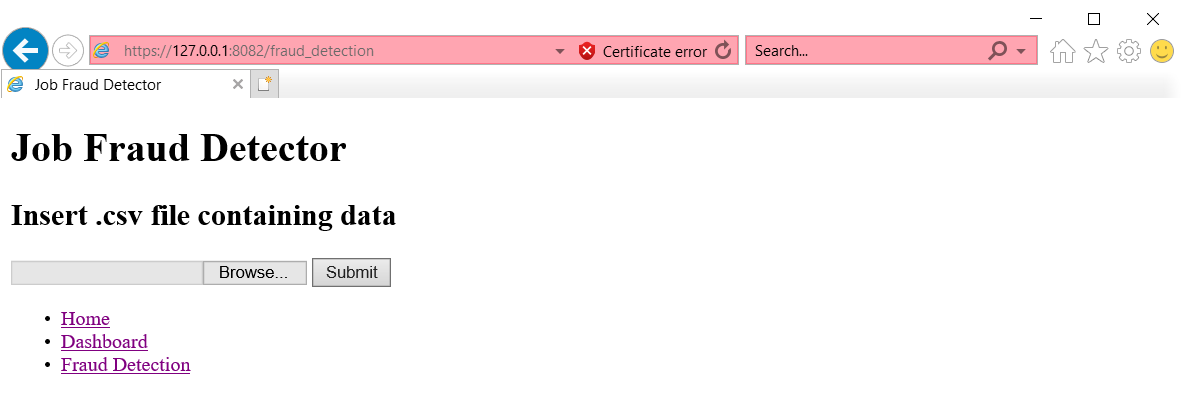 https://127.0.0.1:8082/fraud_detection Certificate error Search...
Job Fraud Detector
Job Fraud Detector
Insert .csv file containing data
Browse... Submit
• Home
• Dashboard
• Fraud Detection